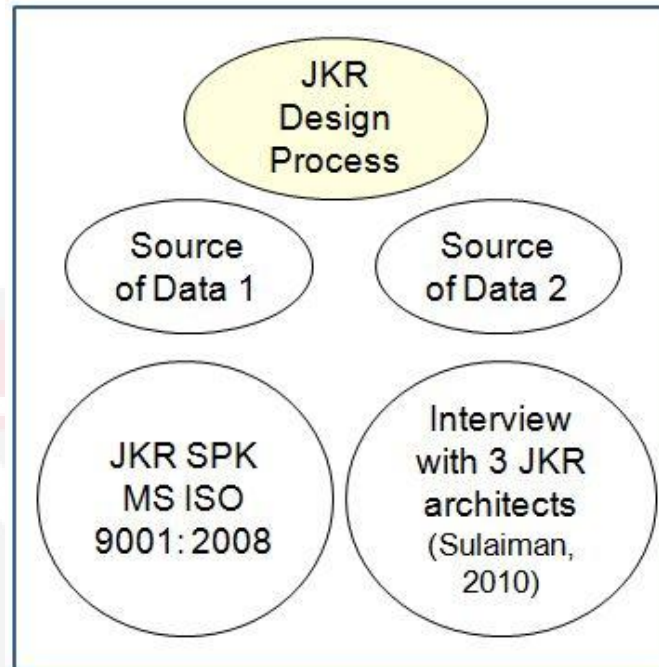 JKR
Design
Process
Source
of Data 1
Source
of Data 2
JKR SPK
MS ISO
9001: 2008
Interview
with 3 JKR
architects
(Sulaiman,
2010)